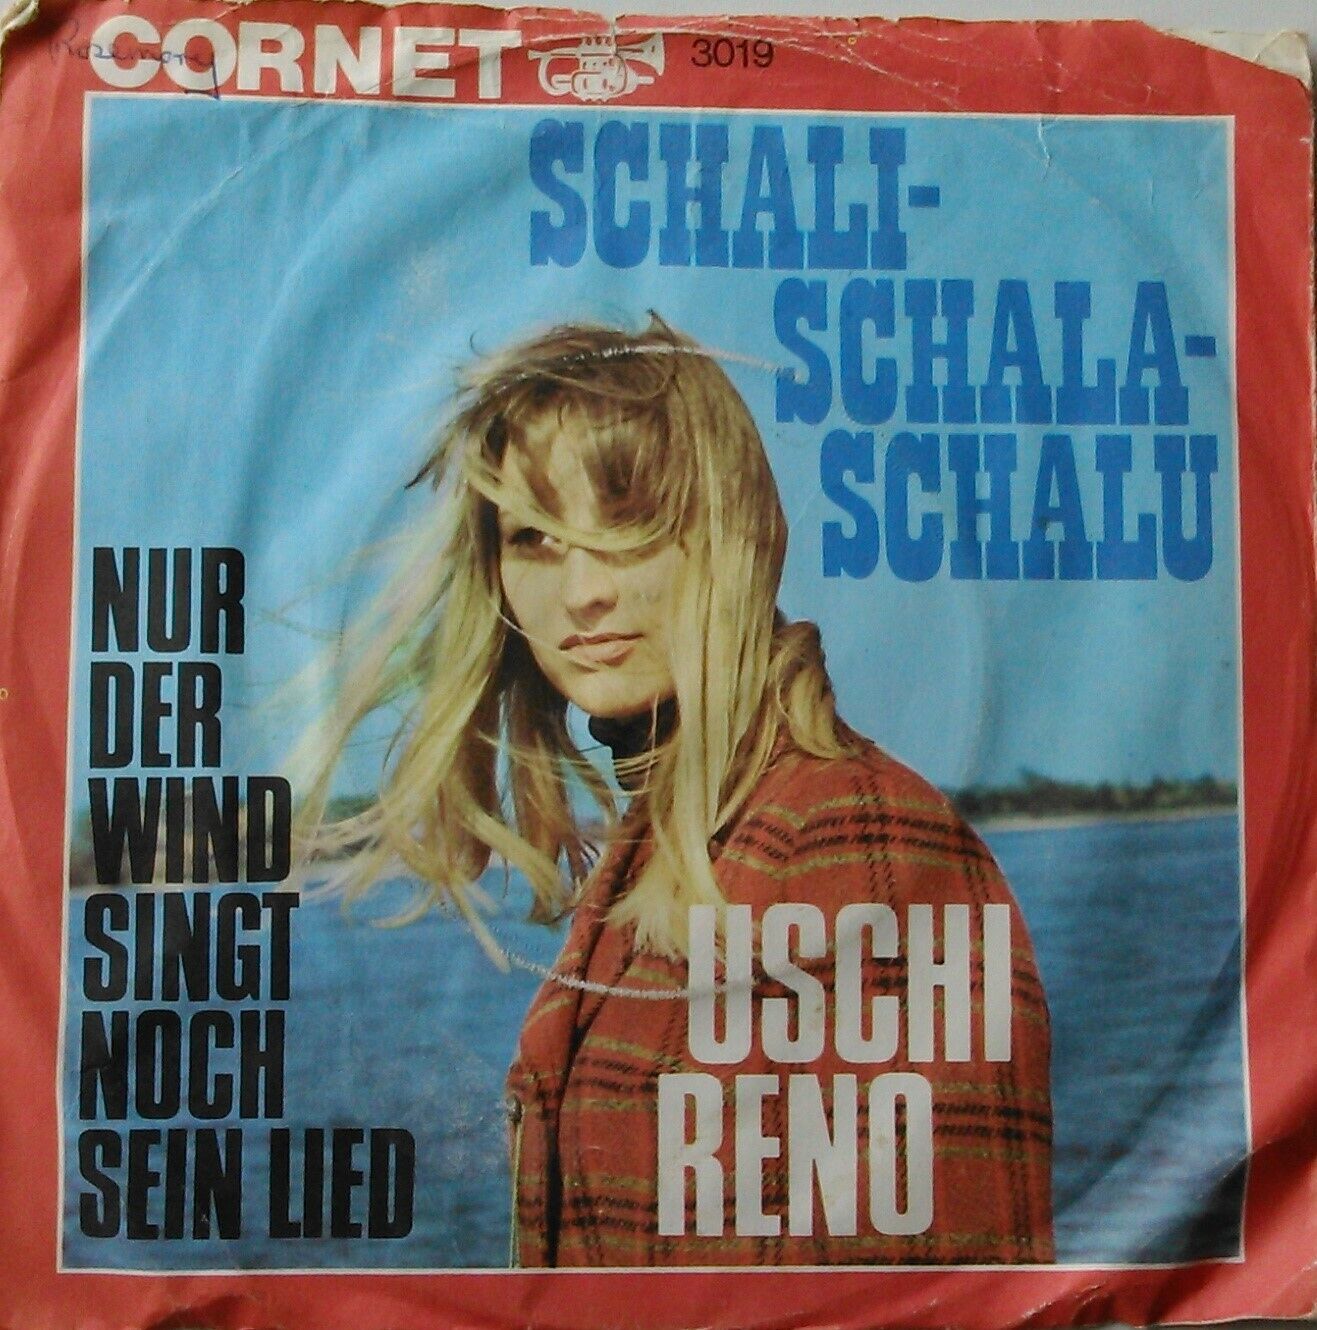 Rosemary
CORNET 3019
SCHALI-
SCHALA-
SCHALU
NUR
DER
WIND
SINGT
NOCH
SEIN LIED
USCHI
RENO